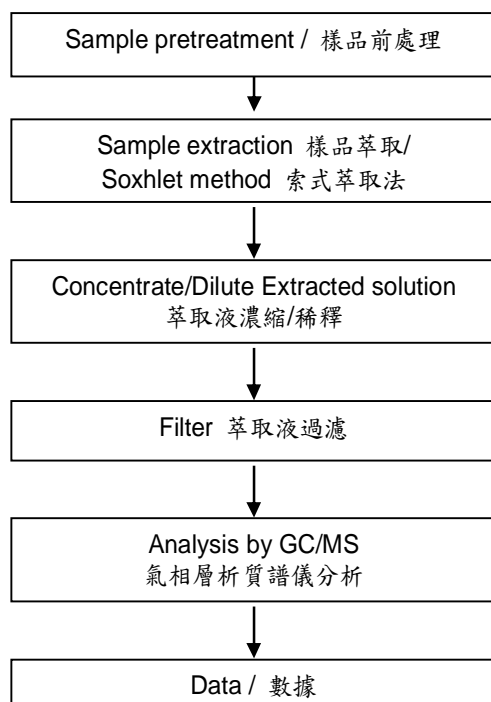 Sample pretreatment / 樣品前處理
Sample extraction 樣品萃取/
Soxhlet method 索式萃取法
Concentrate/Dilute Extracted solution
萃取液濃縮/稀釋
Filter 萃取液過濾
Analysis by GC/MS
氣相層析質譜儀分析
Data / 數據